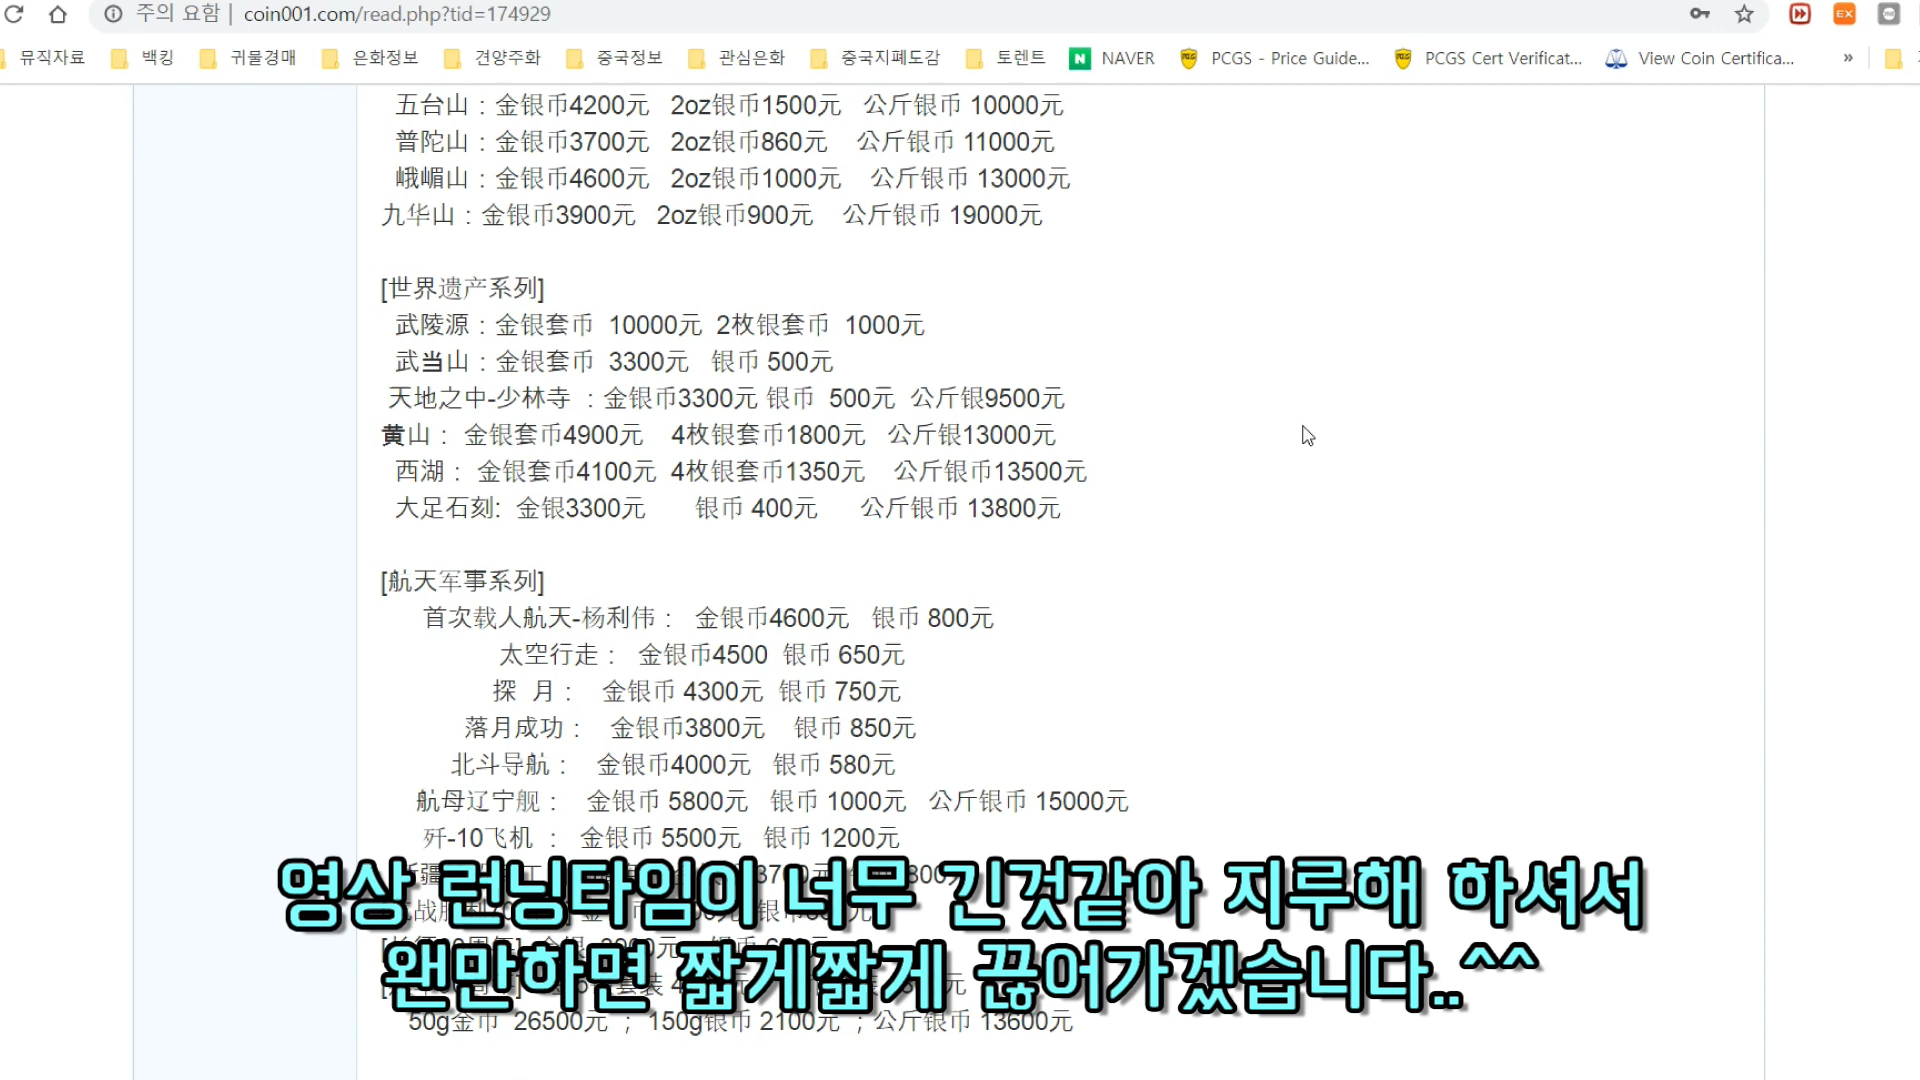 주의 요함 | coin001.com/read.php?tid=174929
뮤직자료 백킹 귀물경매 은화정보 견양주화 중국정보 관심은화 중국지폐도감 토렌트 NAVER PCGS - Price Guide... PCGS Cert Verificat... View Coin Certifica... »
五台山 : 金银币4200元 2oz银币1500元 公斤银币 10000元
普陀山 : 金银币3700元 2oz银币860元 公斤银币 11000元
峨嵋山 : 金银币4600元 2oz银币1000元 公斤银币 13000元
九华山 : 金银币3900元 2oz银币900元 公斤银币 19000元
[世界遗产系列]
武陵源 : 金银套币 10000元 2枚银套币 1000元
武当山 : 金银套币 3300元 银币 500元
天地之中-少林寺 : 金银币3300元 银币 500元 公斤银9500元
黄山 : 金银套币4900元 4枚银套币1800元 公斤银13000元
西湖 : 金银套币4100元 4枚银套币1350元 公斤银币13500元
大足石刻: 金银3300元 银币 400元 公斤银币 13800元
[航天军事系列]
首次载人航天-杨利伟 : 金银币4600元 银币 800元
太空行走 : 金银币4500 银币 650元
探 月 : 金银币 4300元 银币 750元
落月成功 : 金银币3800元 银币 850元
北斗导航 : 金银币4000元 银币 580元
航母辽宁舰 : 金银币 5800元 银币 1000元 公斤银币 15000元
歼-10飞机 : 金银币 5500元 银币 1200元
영상 런닝타임이 너무 긴것같아 지루해 하셔서
왠만하면 짧게짧게 끊어가겠습니다.. ^^
50g金币 26500元 ; 150g银币 2100元 ; 公斤银币 13600元